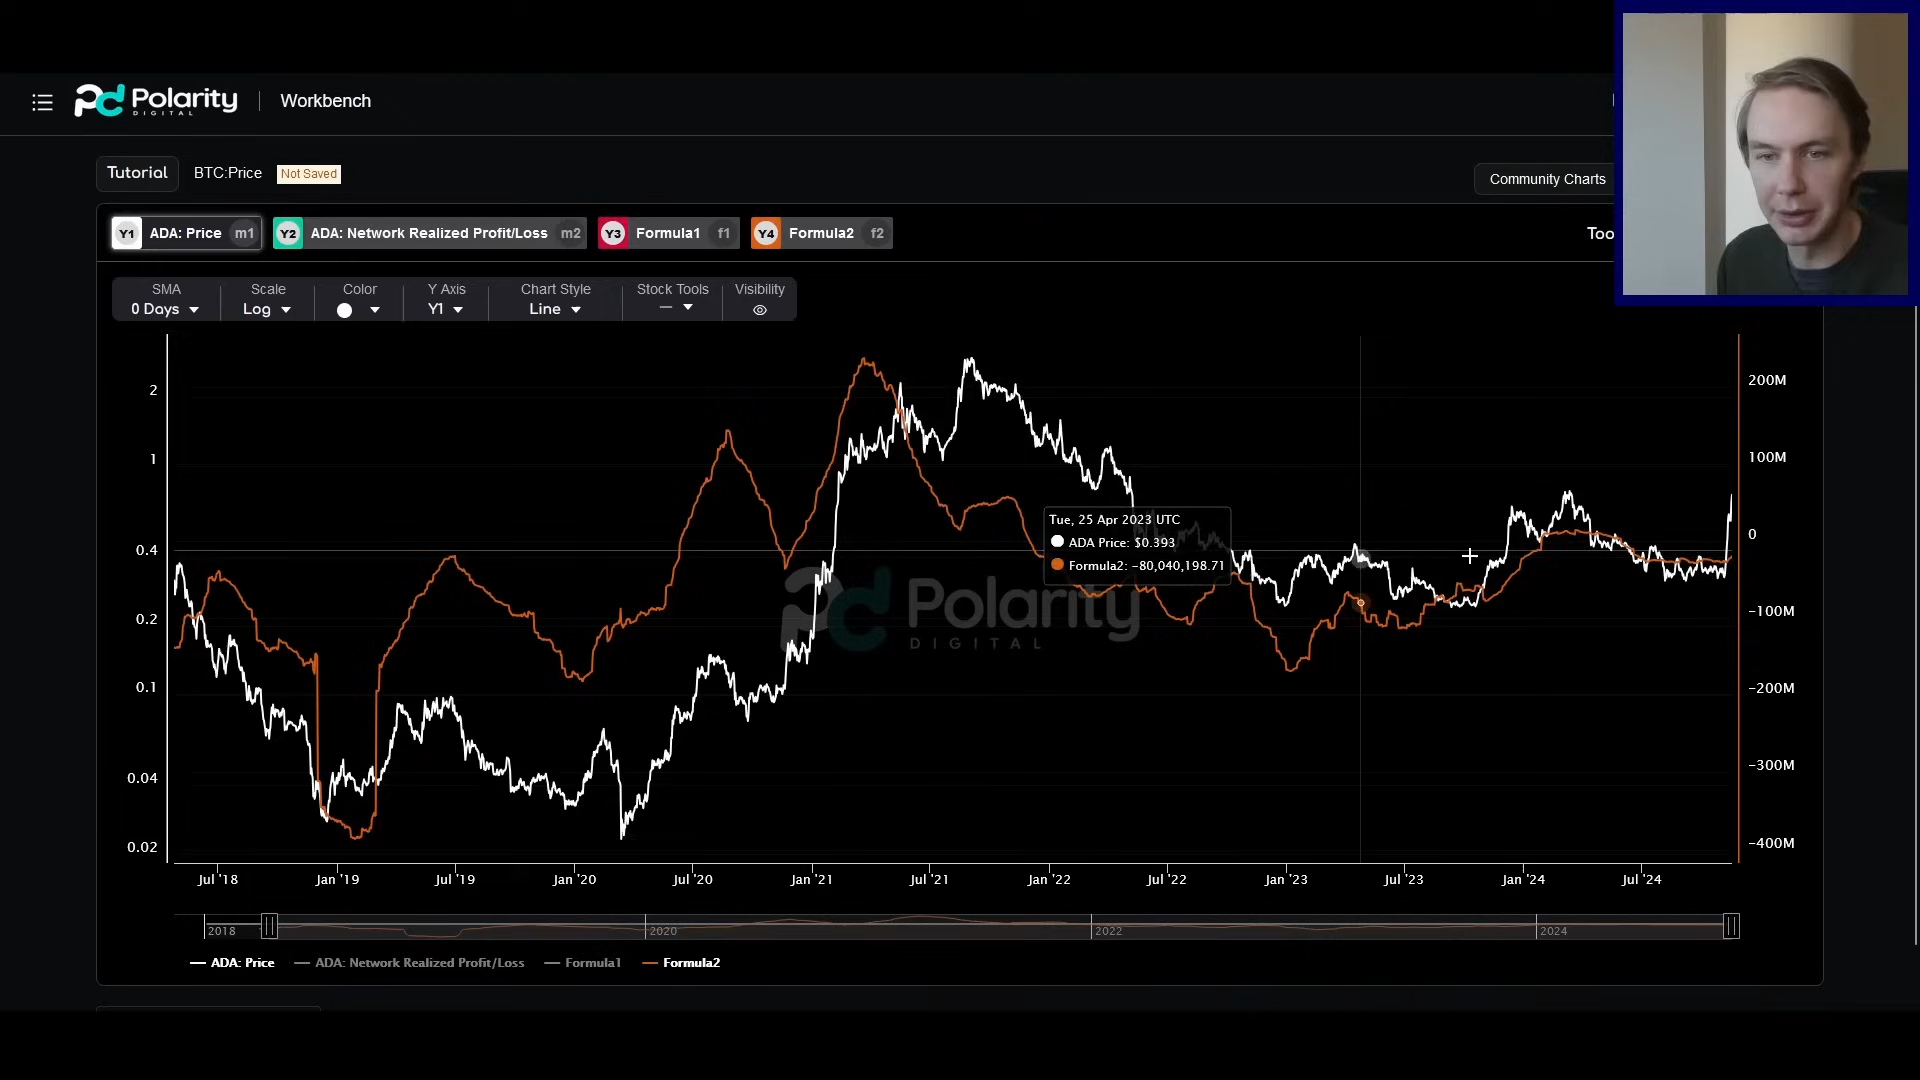 Polarity
DIGITAL
Workbench
Tutorial
BTC:Price
Not Saved
Community Charts
Y1 ADA: Price m1
Y2 ADA: Network Realized Profit/Loss m2
Y3 Formula1 f1
Y4 Formula2 f2
Too
SMA
0 Days
Scale
Log
Color
Y Axis
Y1
Chart Style
Line
Stock Tools
Visibility
2
1
0.4
0.2
0.1
0.04
0.02
200M
100M
0
−100M
−200M
−300M
−400M
Tue, 25 Apr 2023 UTC
ADA Price: $0.393
Formula2: −80,040,198.71
Polarity
DIGITAL
Jul '18
Jan '19
Jul '19
Jan '20
Jul '20
Jan '21
Jul '21
Jan '22
Jul '22
Jan '23
Jul '23
Jan '24
Jul '24
2018
2020
2022
2024
ADA: Price
ADA: Network Realized Profit/Loss
Formula1
Formula2